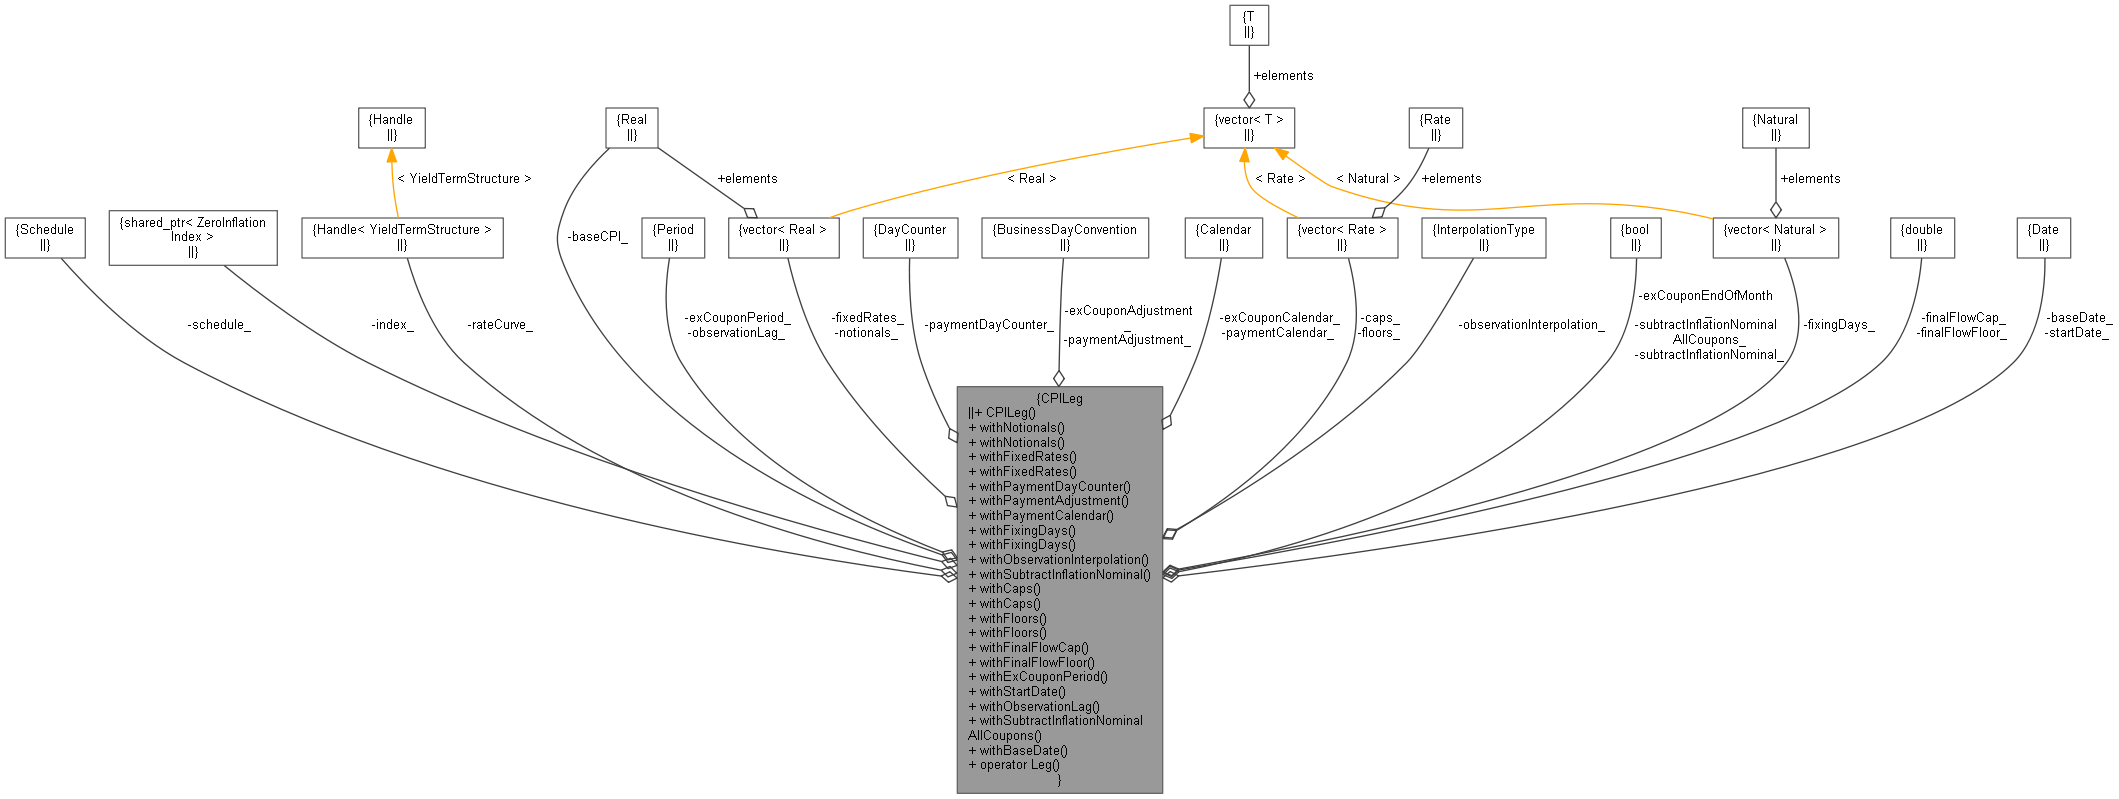 {T
||}
+elements
{Handle
||}
{Real
||}
{vector< T >
||}
{Rate
||}
{Natural
||}
< YieldTermStructure >
+elements
< Real >
< Rate >
< Natural >
+elements
+elements
{Schedule
||}
{shared_ptr< ZeroInflation
Index >
||}
{Handle< YieldTermStructure >
||}
-baseCPI_
{Period
||}
{vector< Real >
||}
{DayCounter
||}
{BusinessDayConvention
||}
{Calendar
||}
{vector< Rate >
||}
{InterpolationType
||}
{bool
||}
{vector< Natural >
||}
{double
||}
{Date
||}
-schedule_
-index_
-rateCurve_
-exCouponPeriod_
-observationLag_
-fixedRates_
-notionals_
-paymentDayCounter_
-exCouponAdjustment
_
-paymentAdjustment_
-exCouponCalendar_
-paymentCalendar_
-caps_
-floors_
-observationInterpolation_
-exCouponEndOfMonth
_
-subtractInflationNominal
AllCoupons_
-subtractInflationNominal_
-fixingDays_
-finalFlowCap_
-finalFlowFloor_
-baseDate_
-startDate_
{CPILeg
||+ CPILeg()
+ withNotionals()
+ withNotionals()
+ withFixedRates()
+ withFixedRates()
+ withPaymentDayCounter()
+ withPaymentAdjustment()
+ withPaymentCalendar()
+ withFixingDays()
+ withFixingDays()
+ withObservationInterpolation()
+ withSubtractInflationNominal()
+ withCaps()
+ withCaps()
+ withFloors()
+ withFloors()
+ withFinalFlowCap()
+ withFinalFlowFloor()
+ withExCouponPeriod()
+ withStartDate()
+ withObservationLag()
+ withSubtractInflationNominal
AllCoupons()
+ withBaseDate()
+ operator Leg()
}